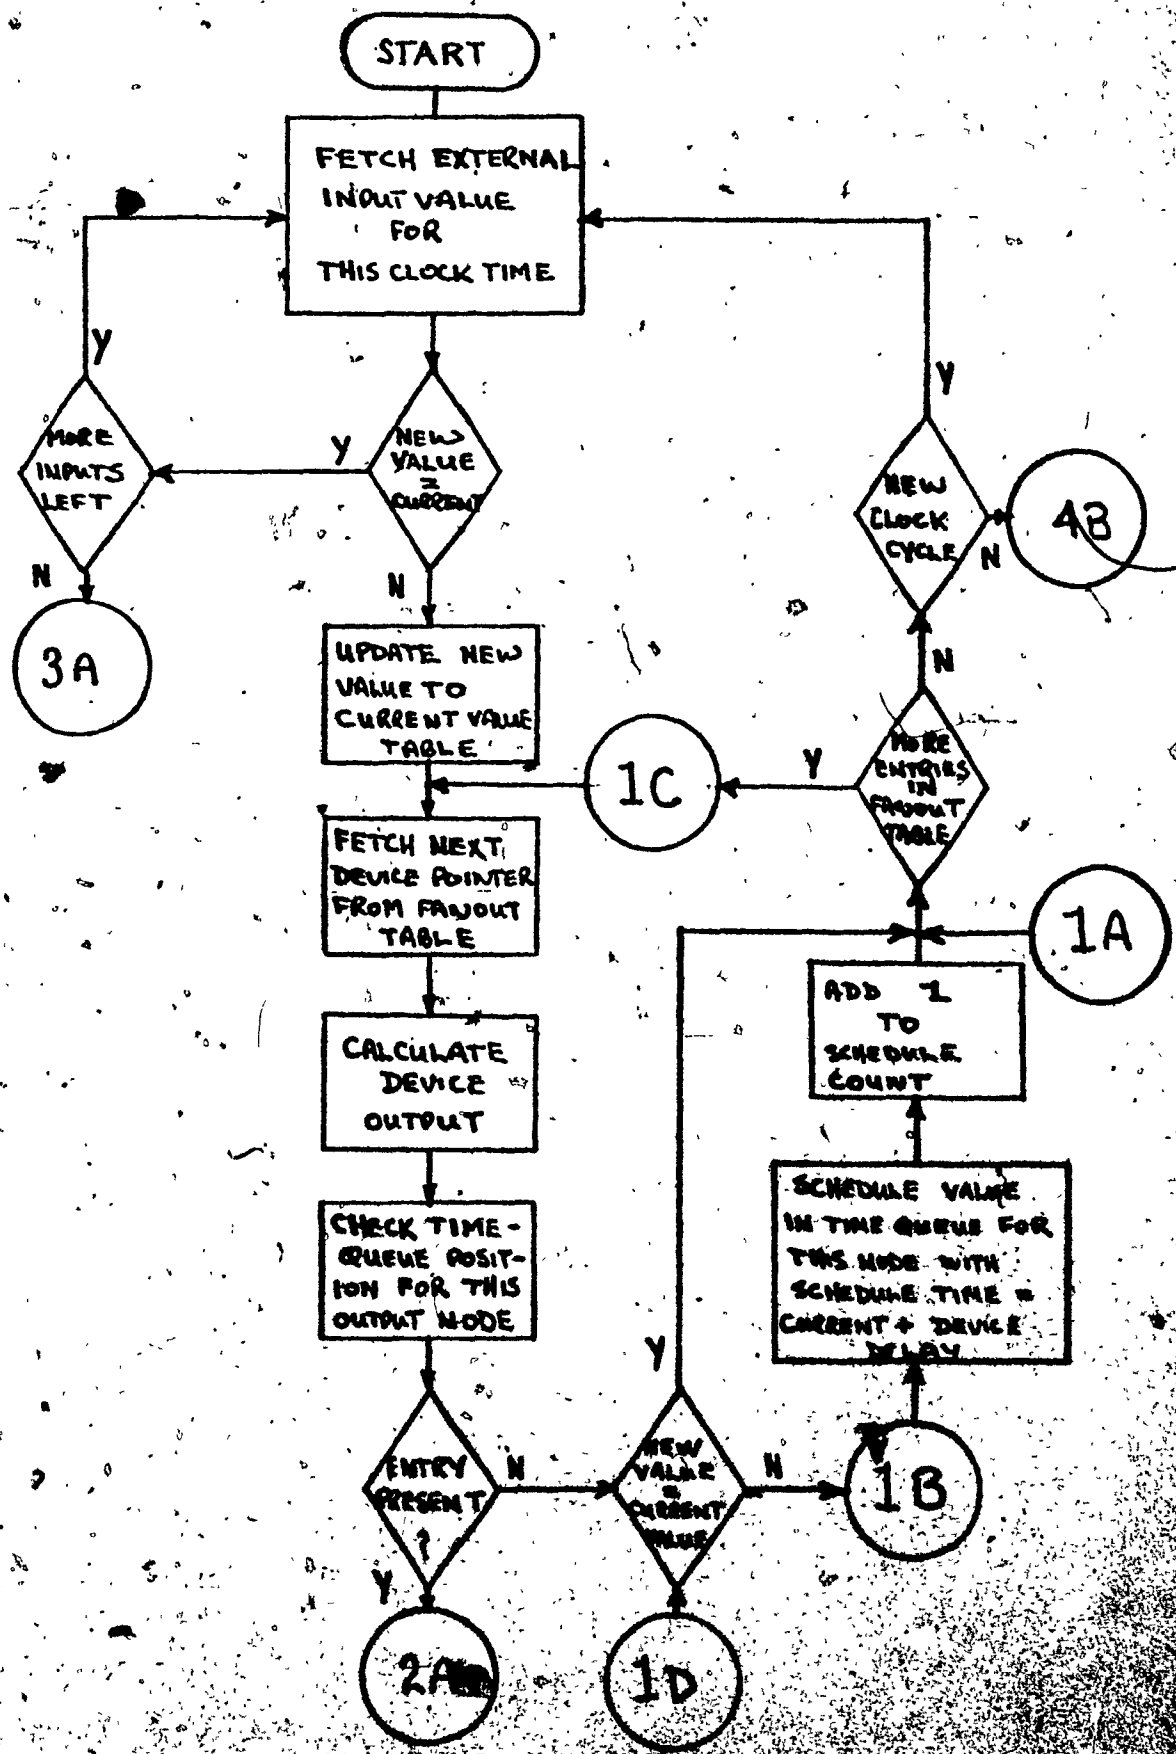 START
FETCH EXTERNAL
INPUT VALUE
FOR
THIS CLOCK TIME
Y
MORE
INPUTS
LEFT
N
3A
Y
NEW
VALUE
=
CURRENT
N
UPDATE NEW
VALUE TO
CURRENT VALUE
TABLE
FETCH NEXT
DEVICE POINTER
FROM FANOUT
TABLE
CALCULATE
DEVICE
OUTPUT
CHECK TIME-
QUEUE POSIT-
ION FOR THIS
OUTPUT NODE
ENTRY
PRESENT
?
N
Y
2A
NEW
VALUE
=
CURRENT
VALUE
Y
N
1D
1B
SCHEDULE VALUE
IN TIME QUEUE FOR
THIS NODE WITH
SCHEDULE TIME =
CURRENT + DEVICE
DELAY
ADD 1
TO
SCHEDULE
COUNT
1A
MORE
ENTRIES
IN
FANOUT
TABLE
Y
1C
N
NEW
CLOCK
CYCLE
Y
N
4B